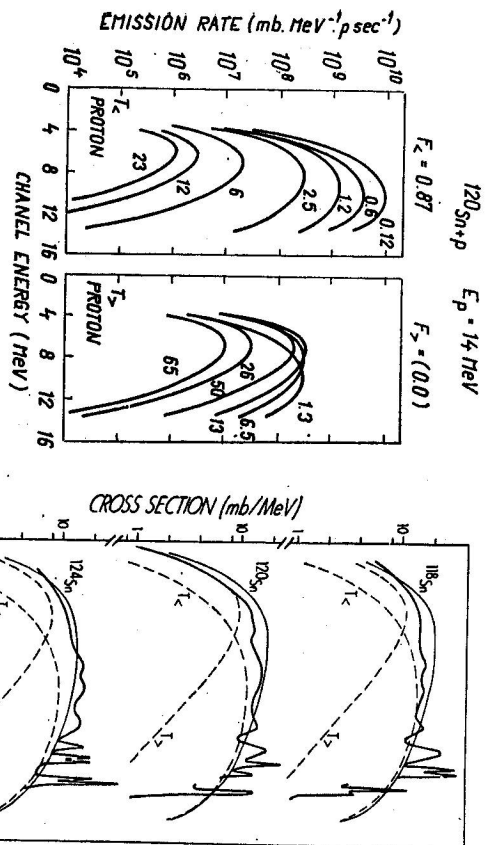 120Sn+p   Ep = 14 MeV
F< = 0.87
F> = (0.0)
EMISSION RATE (mb. MeV⁻¹. p sec⁻¹)
10⁴ 10⁵ 10⁶ 10⁷ 10⁸ 10⁹ 10¹⁰
T<
PROTON
0.12
0.6
1.2
2.5
6
12
23
0 4 8 12 16
T>
PROTON
1.3
6.5
13
50
26
65
0 4 8 12 16
CHANEL ENERGY (MeV)
CROSS SECTION (mb/MeV)
118Sn
T<
T>
10
1
120Sn
T<
T>
10
1
124Sn
10